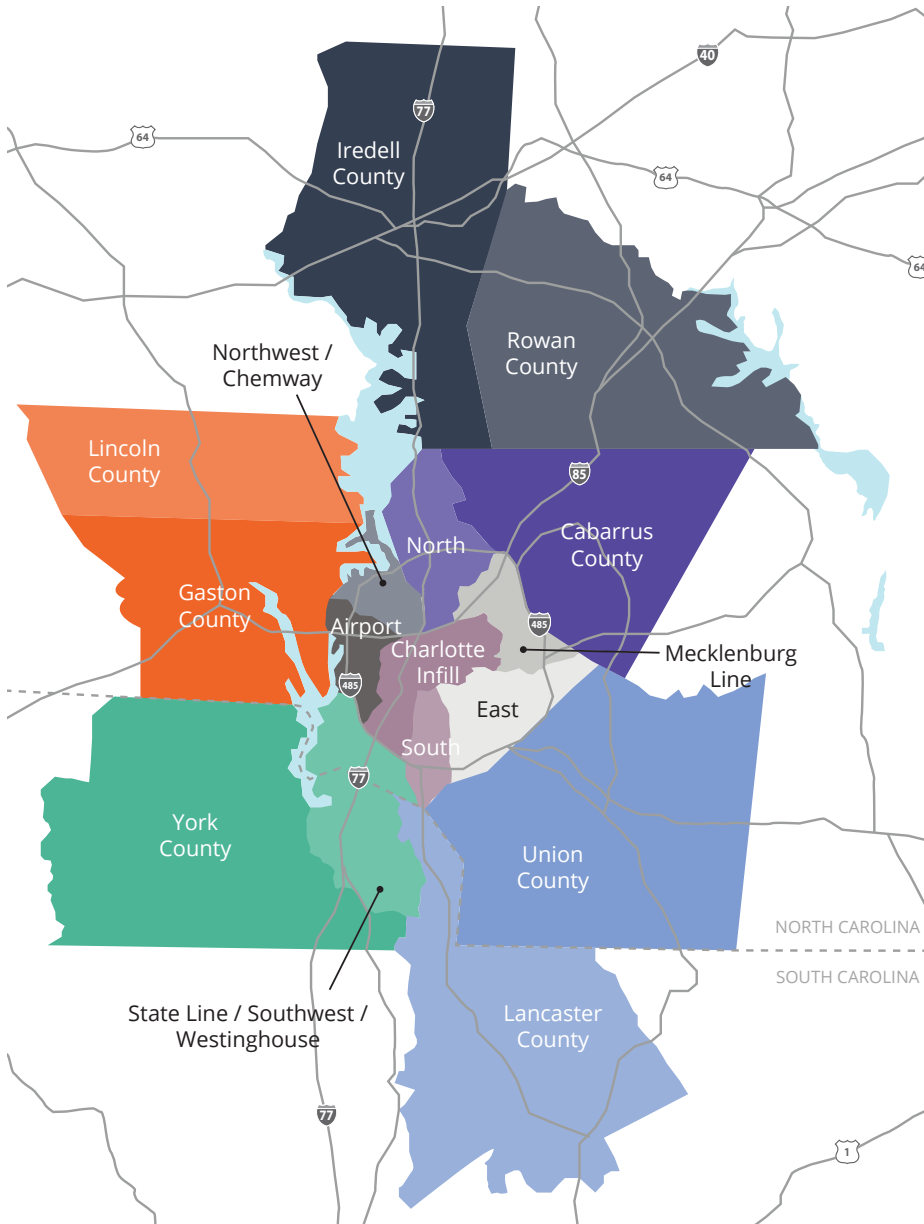 40
77
64
Iredell
County
64
64
Rowan
County
Northwest /
Chemway
Lincoln
County
85
Cabarrus
County
North
Gaston
County
Airport
485
Charlotte
Infill
Mecklenburg
Line
485
East
South
77
York
County
Union
County
NORTH CAROLINA
SOUTH CAROLINA
State Line / Southwest /
Westinghouse
Lancaster
County
77
1